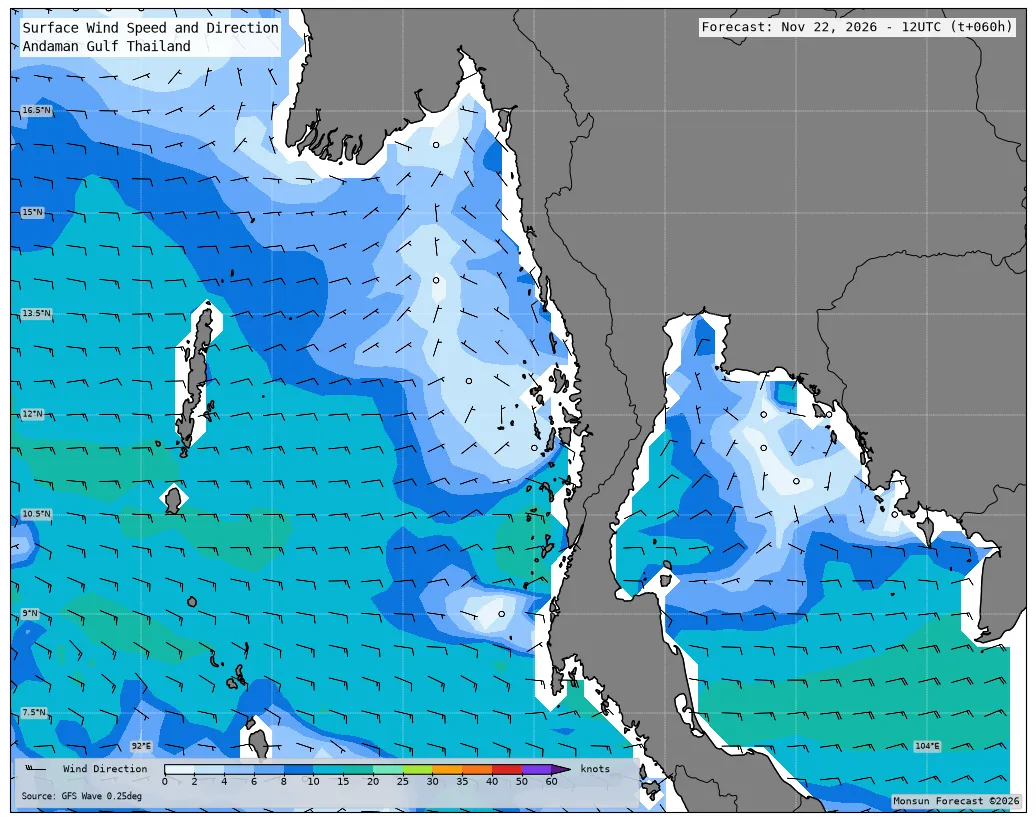 Surface Wind Speed and Direction
Andaman Gulf Thailand
Forecast: Nov 22, 2026 - 12UTC (t+060h)
16.5°N
15°N
13.5°N
12°N
10.5°N
9°N
7.5°N
92°E
104°E
Wind Direction
knots
0 2 4 6 8 10 15 20 25 30 35 40 50 60
Source: GFS Wave 0.25deg
Monsun Forecast ©2026